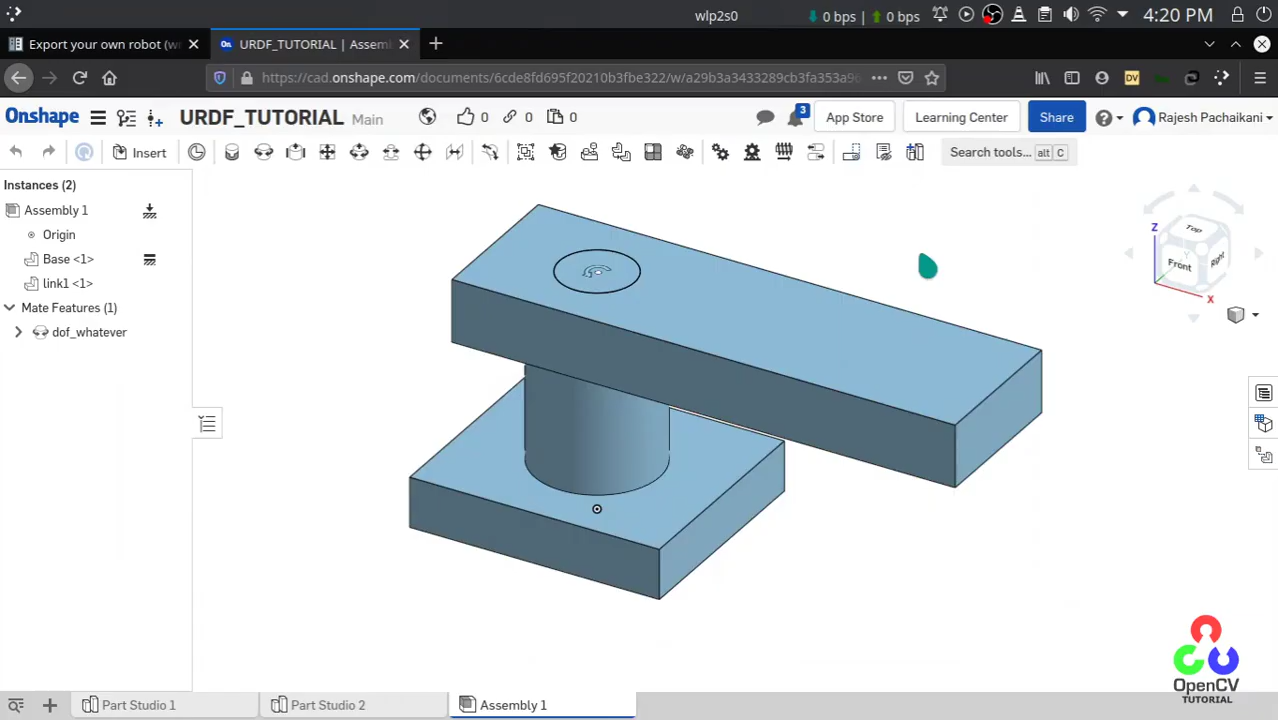 wlp2s0
0 bps
0 bps
4:20 PM
Export your own robot (w
URDF_TUTORIAL | Assem
https://cad.onshape.com/documents/6cde8fd695f20210b3fbe322/w/a29b3a3433289cb3fa353a9
DV
Onshape
URDF_TUTORIAL Main
0
0
0
3
App Store
Learning Center
Share
Rajesh Pachaikani
Insert
Search tools... alt C
Instances (2)
Assembly 1
Origin
Base <1>
link1 <1>
Mate Features (1)
dof_whatever
Z
Top
Y
Front
Right
X
Part Studio 1
Part Studio 2
Assembly 1
OpenCV
TUTORIAL